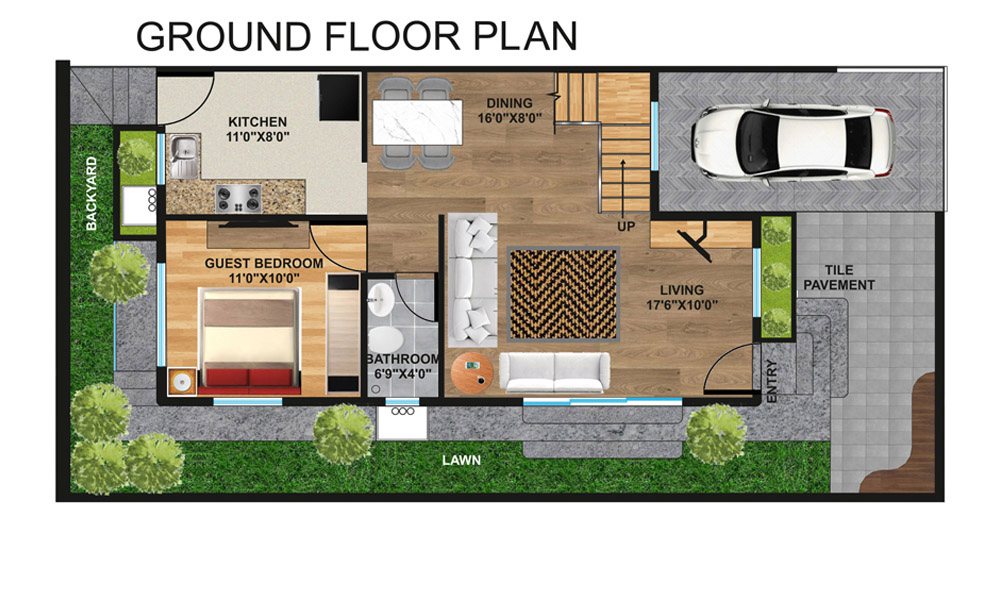 GROUND FLOOR PLAN
KITCHEN
11'0"X8'0"
DINING
16'0"X8'0"
BACKYARD
UP
GUEST BEDROOM
11'0"X10'0"
LIVING
17'6"X10'0"
TILE
PAVEMENT
BATHROOM
6'9"X4'0"
ENTRY
LAWN